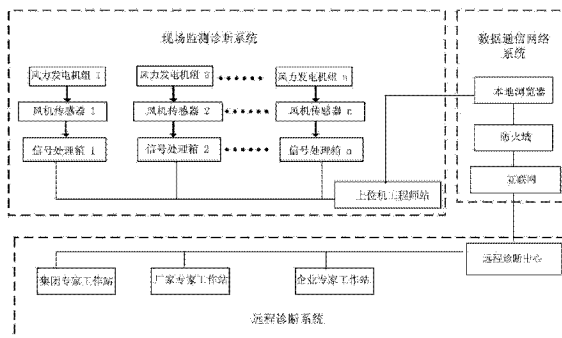 现场监测诊断系统
数据通信网络
系统
风力发电机组 1
风力发电机组
风力发电机组 n
风机传感器 1
风机传感器 2
风机传感器 n
信号处理箱 1
信号处理箱 2
信号处理箱 n
上位机工程师站
本地浏览器
防火墙
互联网
远程诊断中心
集团专家工作站
厂家专家工作站
企业专家工作站
远程诊断系统